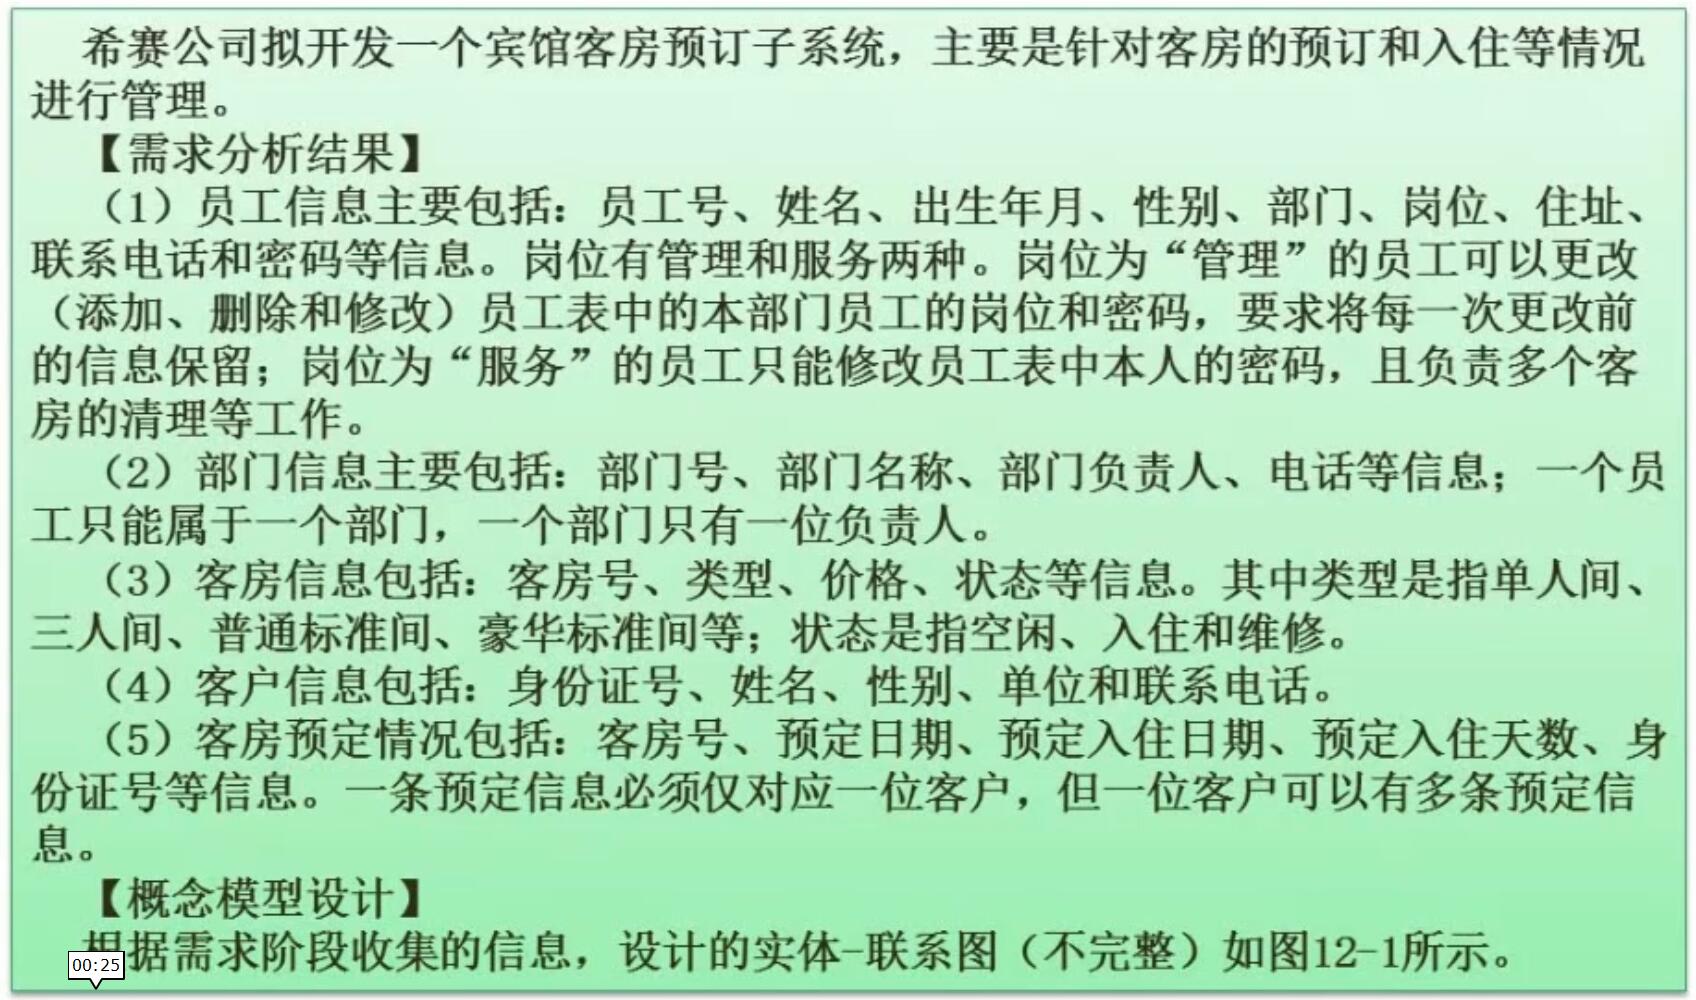 希赛公司拟开发一个宾馆客房预订子系统，主要是针对客房的预订和入住等情况
进行管理。
【需求分析结果】
（1）员工信息主要包括：员工号、姓名、出生年月、性别、部门、岗位、住址、
联系电话和密码等信息。岗位有管理和服务两种。岗位为“管理”的员工可以更改
（添加、删除和修改）员工表中的本部门员工的岗位和密码，要求将每一次更改前
的信息保留；岗位为“服务”的员工只能修改员工表中本人的密码，且负责多个客
房的清理等工作。
（2）部门信息主要包括：部门号、部门名称、部门负责人、电话等信息；一个员
工只能属于一个部门，一个部门只有一位负责人。
（3）客房信息包括：客房号、类型、价格、状态等信息。其中类型是指单人间、
三人间、普通标准间、豪华标准间等；状态是指空闲、入住和维修。
（4）客户信息包括：身份证号、姓名、性别、单位和联系电话。
（5）客房预定情况包括：客房号、预定日期、预定入住日期、预定入住天数、身
份证号等信息。一条预定信息必须仅对应一位客户，但一位客户可以有多条预定信
息。
【概念模型设计】
根据需求阶段收集的信息，设计的实体-联系图（不完整）如图12-1所示。
00:25